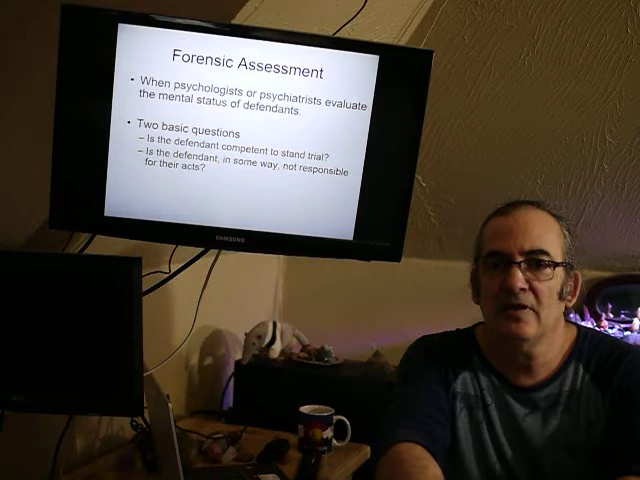 Forensic Assessment
• When psychologists or psychiatrists evaluate
the mental status of defendants.
• Two basic questions
– Is the defendant competent to stand trial?
– Is the defendant, in some way, not responsible
for their acts?
SAMSUNG